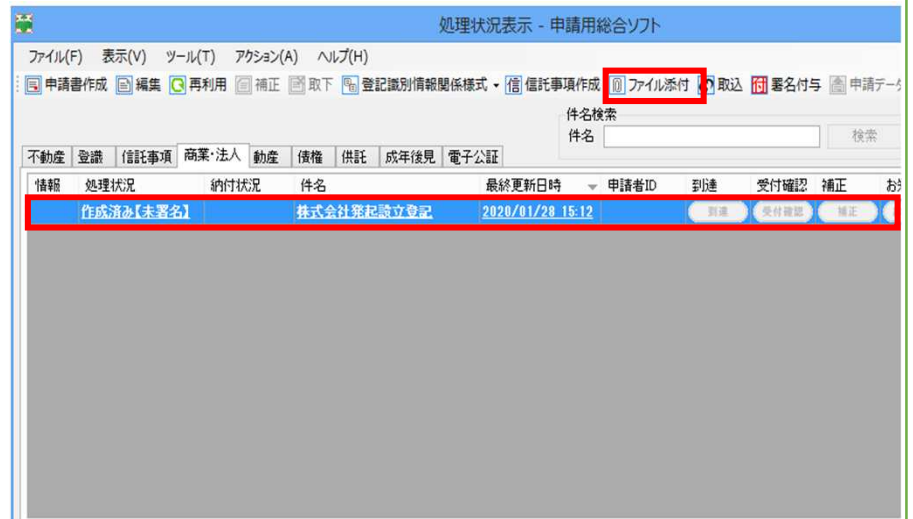 処理状況表示 - 申請用総合ソフト
ファイル(F) 表示(V) ツール(T) アクション(A) ヘルプ(H)
申請書作成 編集 再利用 補正 取下 登記識別情報関係様式 信 信託事項作成 ファイル添付 取込 付 署名付与 申請データ
件名検索
件名 検索
不動産 登識 信託事項 商業・法人 動産 債権 供託 成年後見 電子公証
情報 処理状況 納付状況 件名 最終更新日時 申請者ID 到達 受付確認 補正
作成済み【未署名】 株式会社発起設立登記 2020/01/28 15:12 到達 受付確認 補正